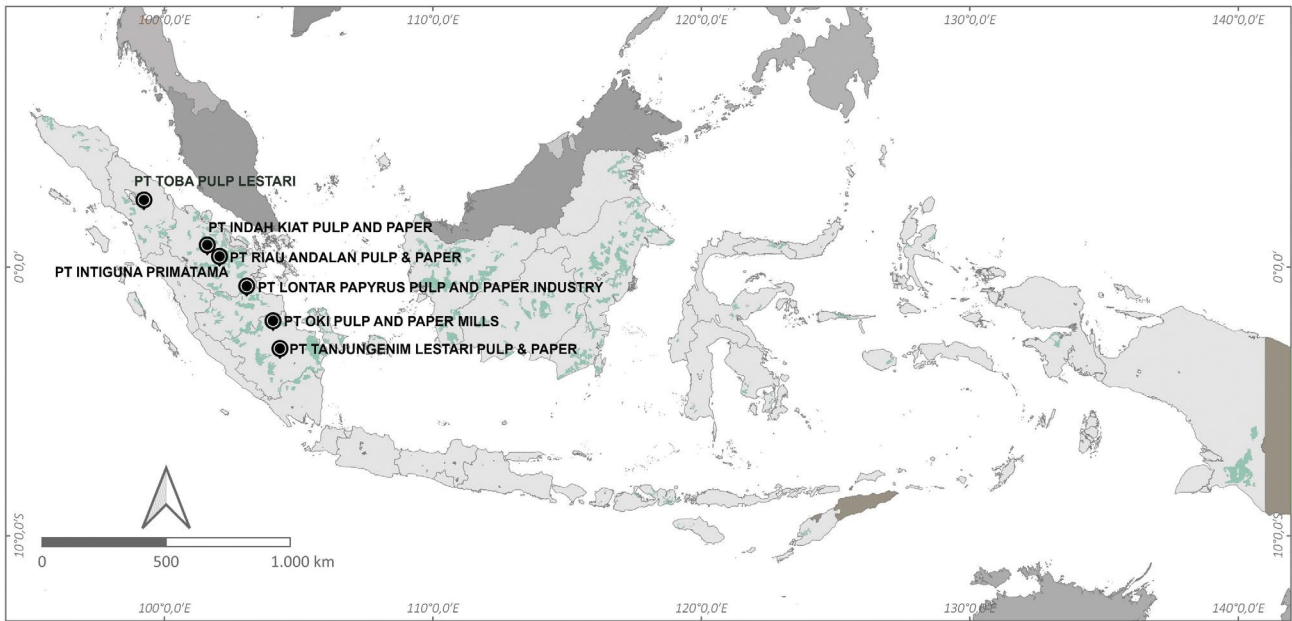 100°0,0'E
110°0,0'E
120°0,0'E
130°0,0'E
140°0,0'E
PT TOBA PULP LESTARI
PT INDAH KIAT PULP AND PAPER
PT RIAU ANDALAN PULP & PAPER
0°0,0'
0°0,0'
PT INTIGUNA PRIMATAMA
PT LONTAR PAPYRUS PULP AND PAPER INDUSTRY
PT OKI PULP AND PAPER MILLS
PT TANJUNGENIM LESTARI PULP & PAPER
10°0,0'S
10°0,0'S
0
500
1.000 km
100°0,0'E
110°0,0'E
120°0,0'E
130°0,0'E
140°0,0'E